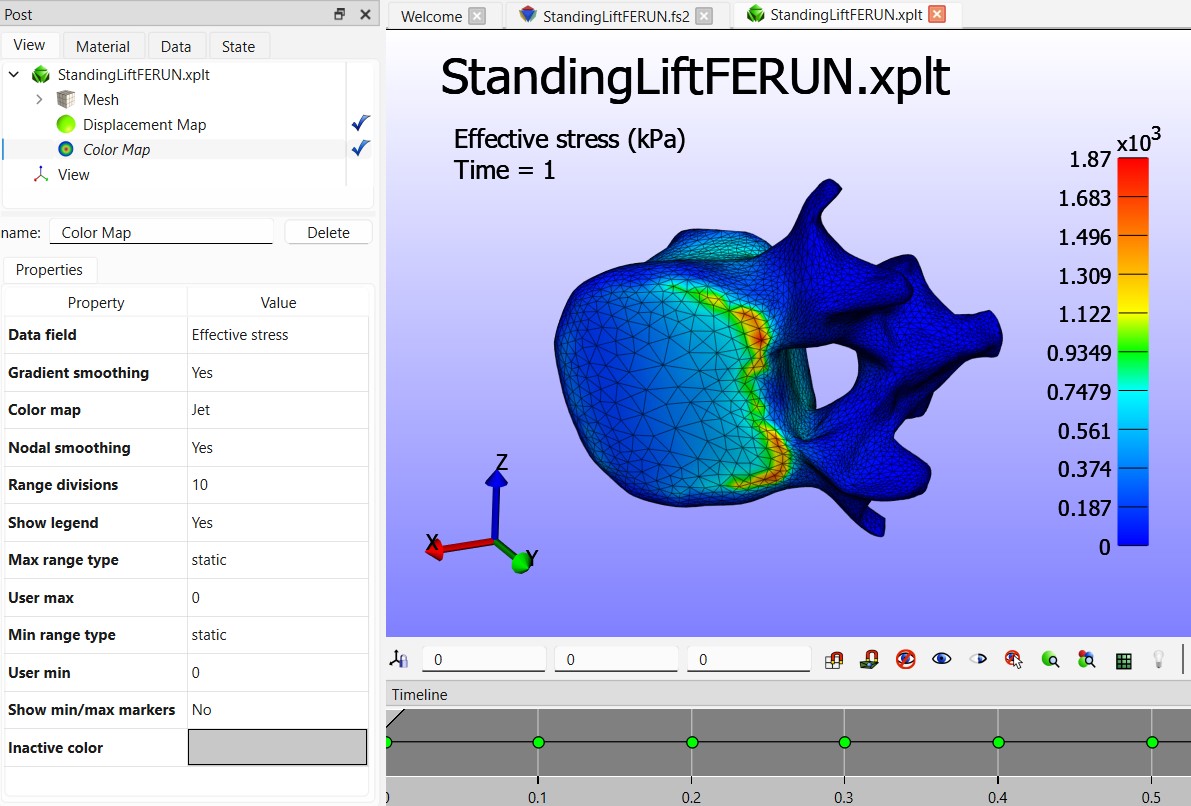 Post
View Material Data State
StandingLiftFERUN.xplt
Mesh
Displacement Map
Color Map
View
name: Color Map Delete
Properties
Property Value
Data field Effective stress
Gradient smoothing Yes
Color map Jet
Nodal smoothing Yes
Range divisions 10
Show legend Yes
Max range type static
User max 0
Min range type static
User min 0
Show min/max markers No
Inactive color
Welcome StandingLiftFERUN.fs2 StandingLiftFERUN.xplt
StandingLiftFERUN.xplt
Effective stress (kPa)
Time = 1
x103
1.87
1.683
1.496
1.309
1.122
0.9349
0.7479
0.561
0.374
0.187
0
Z
X
Y
0 0 0
Timeline
0.1 0.2 0.3 0.4 0.5